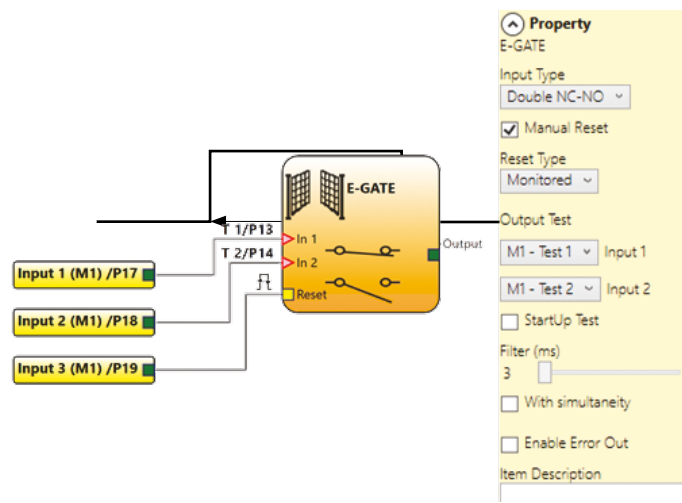 Property
E-GATE
Input Type
Double NC-NO
Manual Reset
Reset Type
Monitored
Output Test
M1 - Test 1 Input 1
M1 - Test 2 Input 2
StartUp Test
Filter (ms)
3
With simultaneity
Enable Error Out
Item Description
E-GATE
T 1/P13
In 1
T 2/P14
In 2
Reset
Output
Input 1 (M1) /P17
Input 2 (M1) /P18
Input 3 (M1) /P19